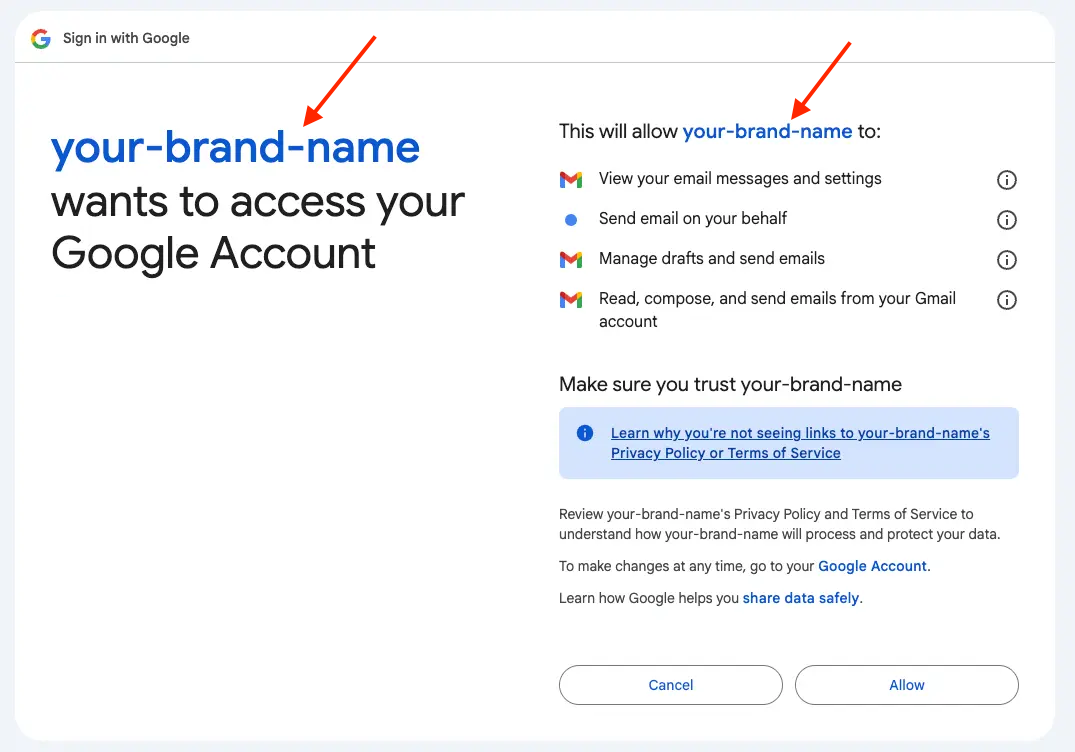 Sign in with Google
your-brand-name
wants to access your
Google Account
This will allow your-brand-name to:
View your email messages and settings
Send email on your behalf
Manage drafts and send emails
Read, compose, and send emails from your Gmail
account
Make sure you trust your-brand-name
Learn why you're not seeing links to your-brand-name's
Privacy Policy or Terms of Service
Review your-brand-name's Privacy Policy and Terms of Service to
understand how your-brand-name will process and protect your data.
To make changes at any time, go to your Google Account.
Learn how Google helps you share data safely.
Cancel
Allow